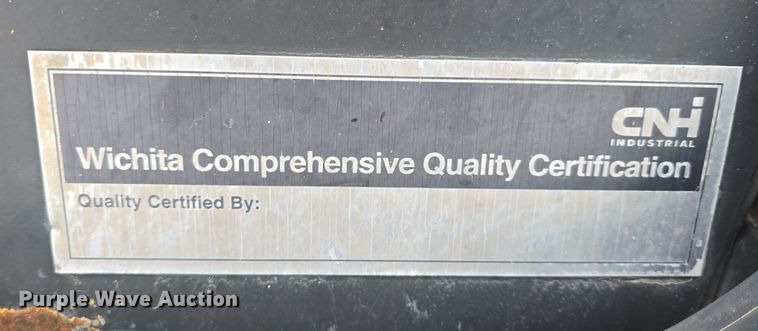 CNH
INDUSTRIAL
Wichita Comprehensive Quality Certification
Quality Certified By:
Purple Wave Auction